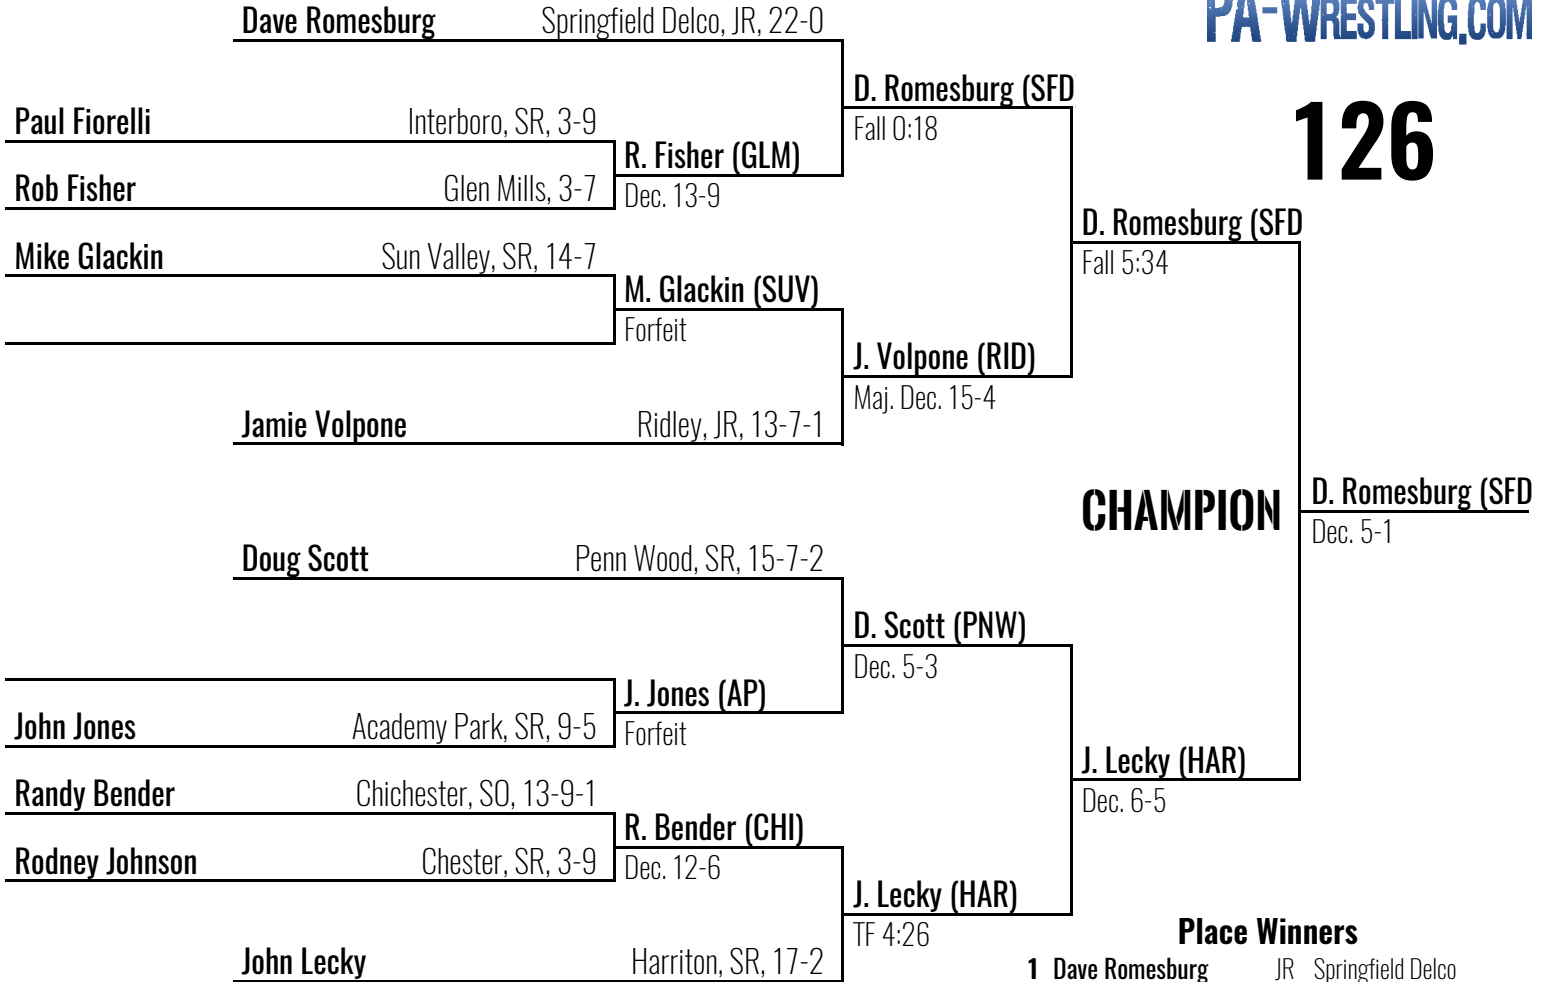 Dave Romesburg Springfield Delco, JR, 22-0
PA-WRESTLING.COM
D. Romesburg (SFD
Fall 0:18
126
Paul Fiorelli Interboro, SR, 3-9
R. Fisher (GLM)
Dec. 13-9
Rob Fisher Glen Mills, 3-7
D. Romesburg (SFD
Fall 5:34
Mike Glackin Sun Valley, SR, 14-7
M. Glackin (SUV)
Forfeit
J. Volpone (RID)
Maj. Dec. 15-4
Jamie Volpone Ridley, JR, 13-7-1
CHAMPION
D. Romesburg (SFD
Dec. 5-1
Doug Scott Penn Wood, SR, 15-7-2
D. Scott (PNW)
Dec. 5-3
J. Jones (AP)
Forfeit
John Jones Academy Park, SR, 9-5
J. Lecky (HAR)
Dec. 6-5
Randy Bender Chichester, SO, 13-9-1
R. Bender (CHI)
Dec. 12-6
Rodney Johnson Chester, SR, 3-9
J. Lecky (HAR)
TF 4:26
John Lecky Harriton, SR, 17-2
Place Winners
1 Dave Romesburg JR Springfield Delco